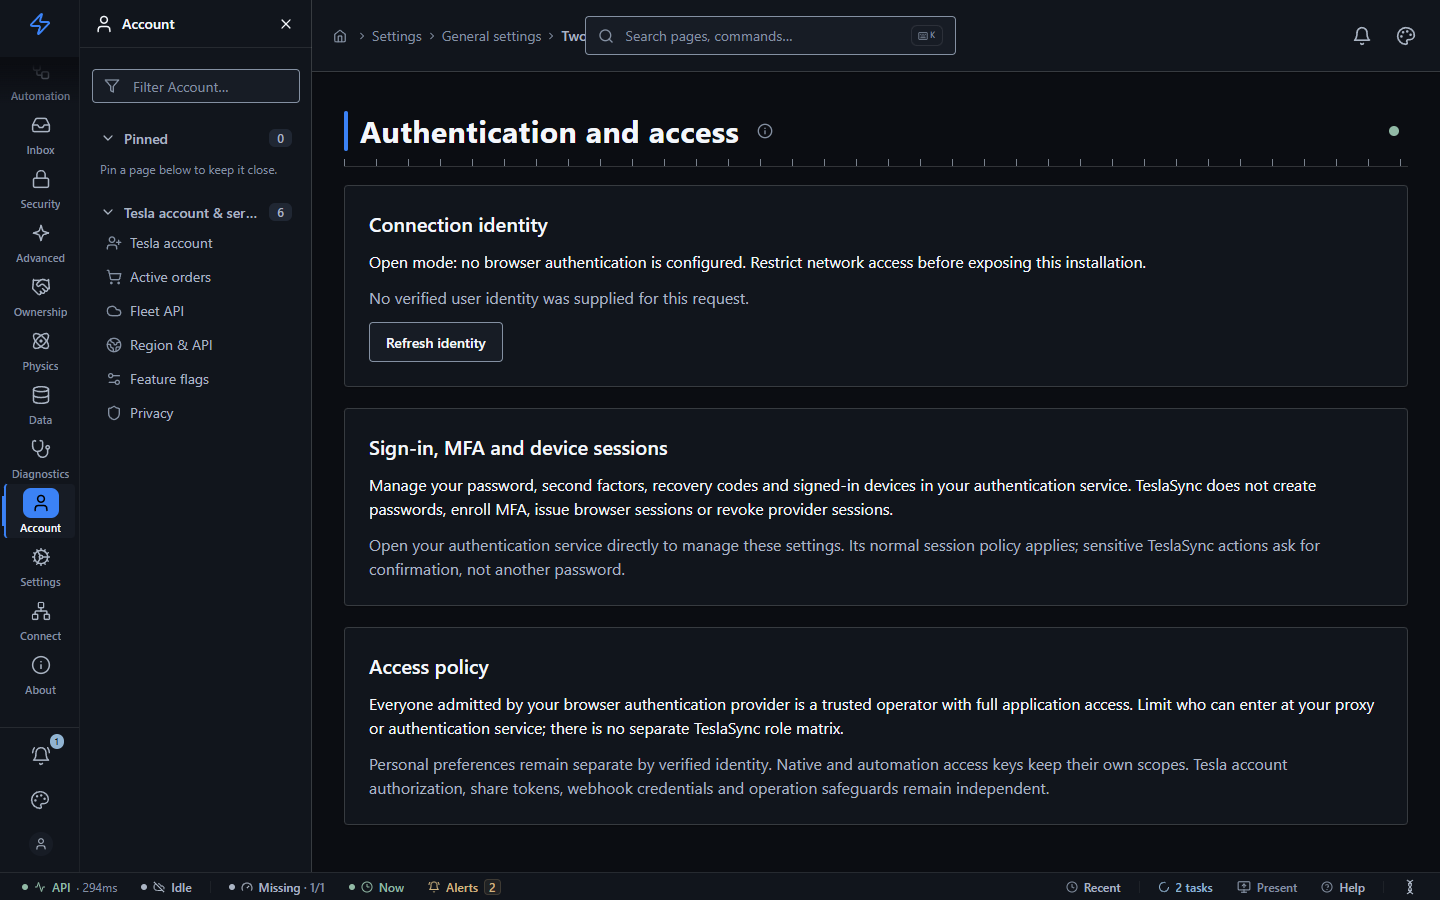 Automation
Inbox
Security
Advanced
Ownership
Physics
Data
Diagnostics
Account
Settings
Connect
About
1
Account
Filter Account...
Pinned 0
Pin a page below to keep it close.
Tesla account & ser... 6
Tesla account
Active orders
Fleet API
Region & API
Feature flags
Privacy
Settings > General settings > Two
Search pages, commands... K
Authentication and access
Connection identity
Open mode: no browser authentication is configured. Restrict network access before exposing this installation.
No verified user identity was supplied for this request.
Refresh identity
Sign-in, MFA and device sessions
Manage your password, second factors, recovery codes and signed-in devices in your authentication service. TeslaSync does not create
passwords, enroll MFA, issue browser sessions or revoke provider sessions.
Open your authentication service directly to manage these settings. Its normal session policy applies; sensitive TeslaSync actions ask for
confirmation, not another password.
Access policy
Everyone admitted by your browser authentication provider is a trusted operator with full application access. Limit who can enter at your proxy
or authentication service; there is no separate TeslaSync role matrix.
Personal preferences remain separate by verified identity. Native and automation access keys keep their own scopes. Tesla account
authorization, share tokens, webhook credentials and operation safeguards remain independent.
API · 294ms Idle Missing · 1/1 Now Alerts 2 Recent 2 tasks Present Help